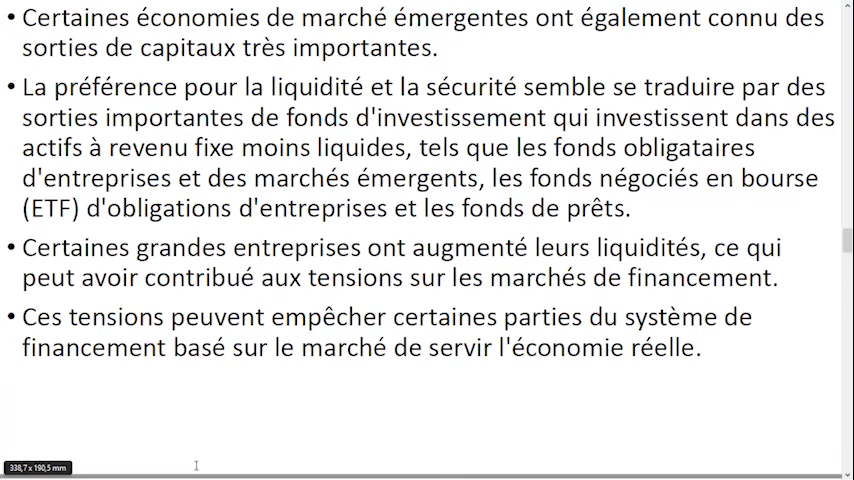 • Certaines économies de marché émergentes ont également connu des
sorties de capitaux très importantes.
• La préférence pour la liquidité et la sécurité semble se traduire par des
sorties importantes de fonds d'investissement qui investissent dans des
actifs à revenu fixe moins liquides, tels que les fonds obligataires
d'entreprises et des marchés émergents, les fonds négociés en bourse
(ETF) d'obligations d'entreprises et les fonds de prêts.
• Certaines grandes entreprises ont augmenté leurs liquidités, ce qui
peut avoir contribué aux tensions sur les marchés de financement.
• Ces tensions peuvent empêcher certaines parties du système de
financement basé sur le marché de servir l'économie réelle.
338,7 x 190,5 mm